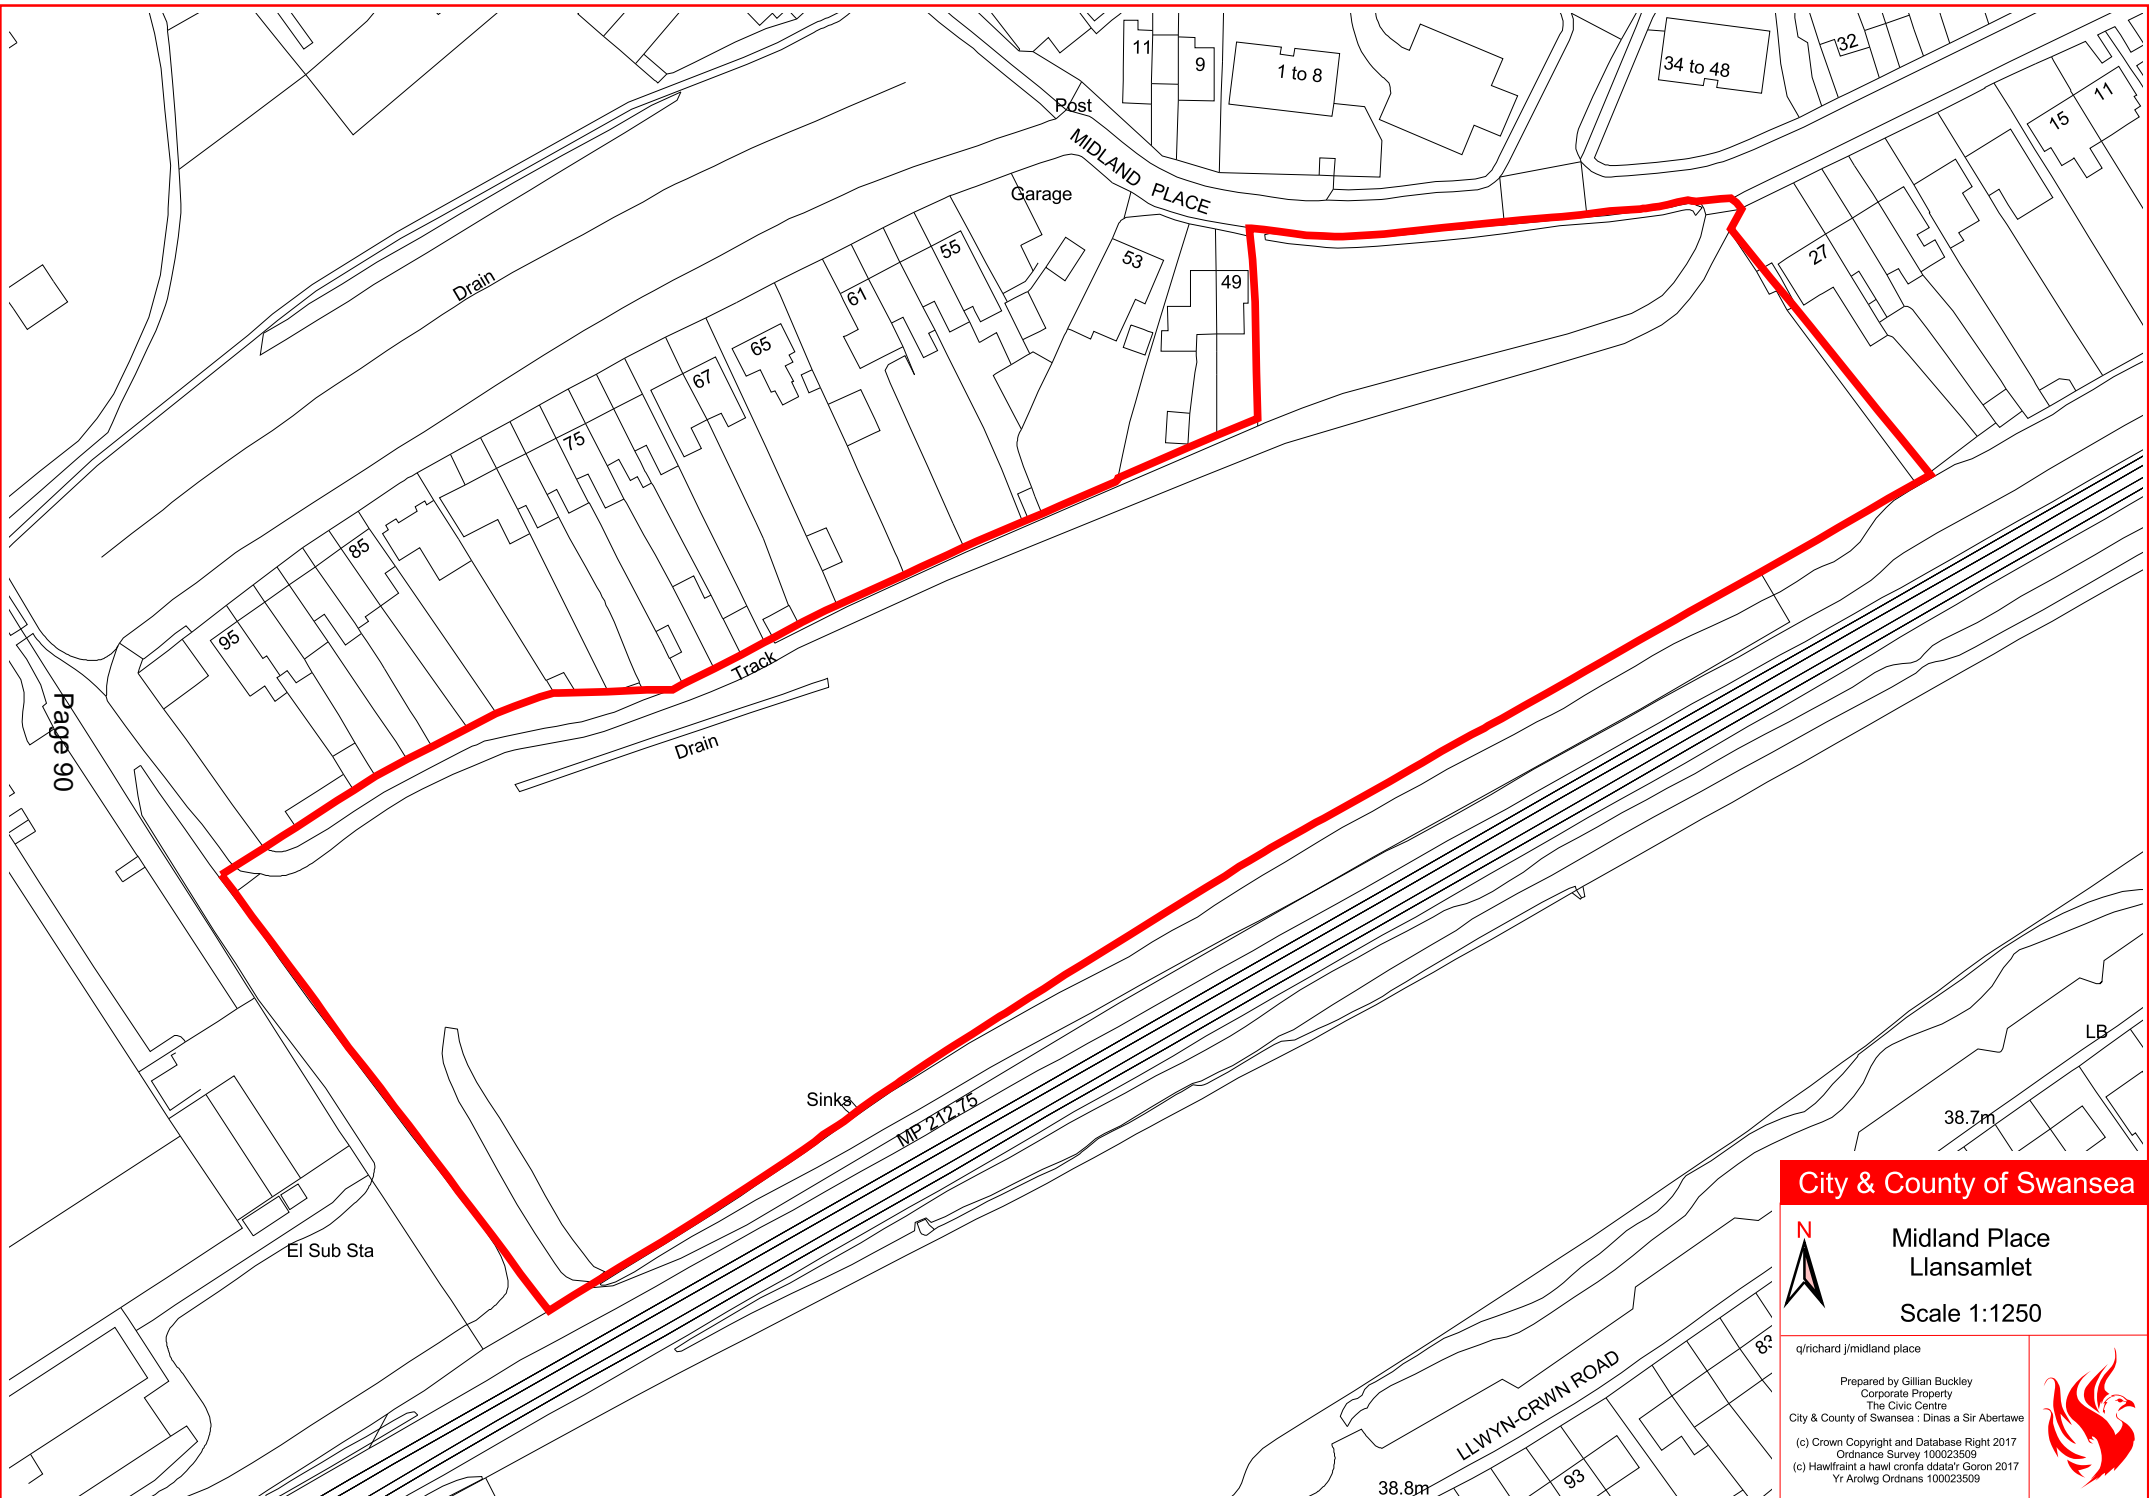 11
9
1 to 8
34 to 48
32
11
15
Post
MIDLAND PLACE
Garage
Drain
53
55
49
27
61
65
67
75
85
95
Track
Drain
Page 90
Sinks
MP 212.75
El Sub Sta
LB
38.7m
LLWYN-CRWN ROAD
83
93
38.8m
City & County of Swansea
N
Midland Place
Llansamlet
Scale 1:1250
q/richard j/midland place
Prepared by Gillian Buckley
Corporate Property
The Civic Centre
City & County of Swansea : Dinas a Sir Abertawe
(c) Crown Copyright and Database Right 2017
Ordnance Survey 100023509
(c) Hawlfraint a hawl cronfa ddata'r Goron 2017
Yr Arolwg Ordnans 100023509